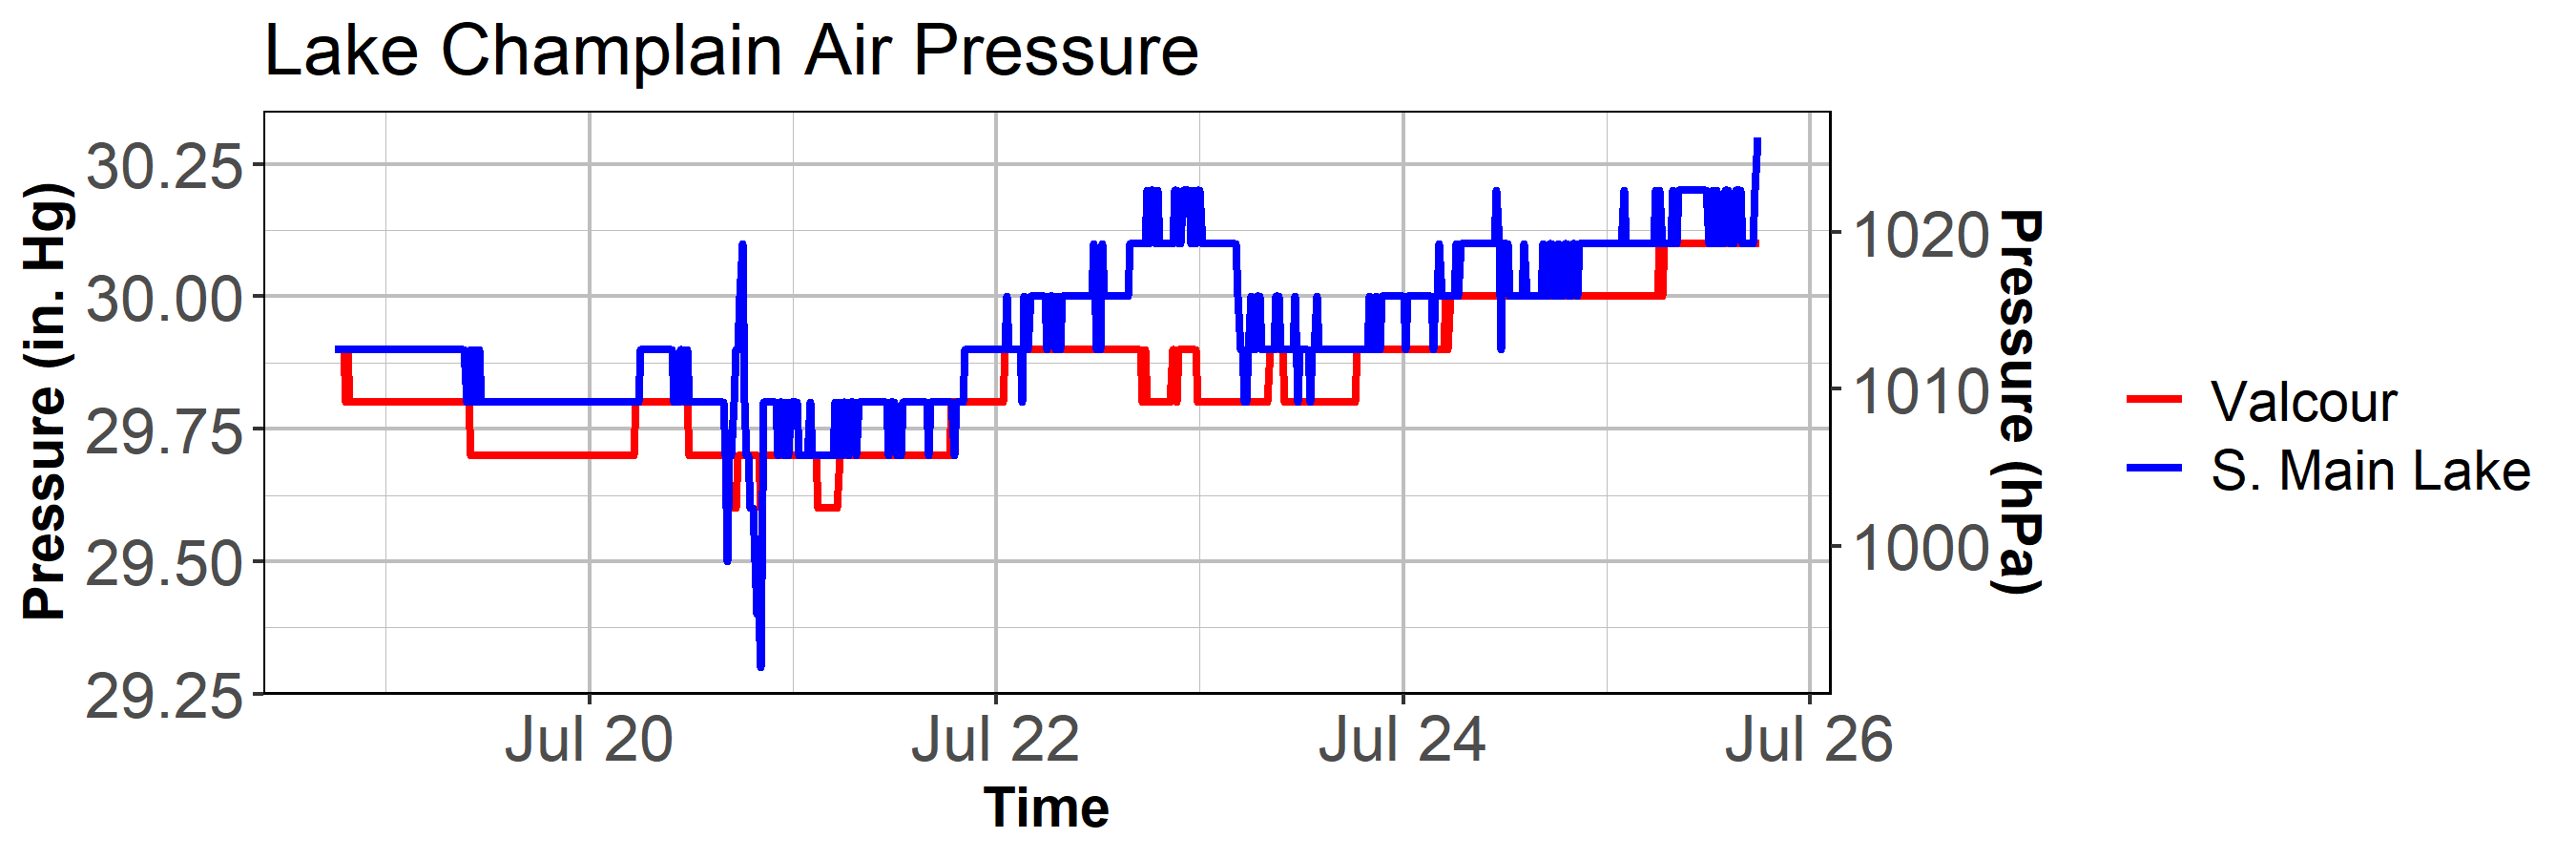 Lake Champlain Air Pressure
Pressure (in. Hg)
30.25
30.00
29.75
29.50
29.25
1020
1010
1000
Pressure (hPa)
Jul 20
Jul 22
Jul 24
Jul 26
Time
Valcour
S. Main Lake